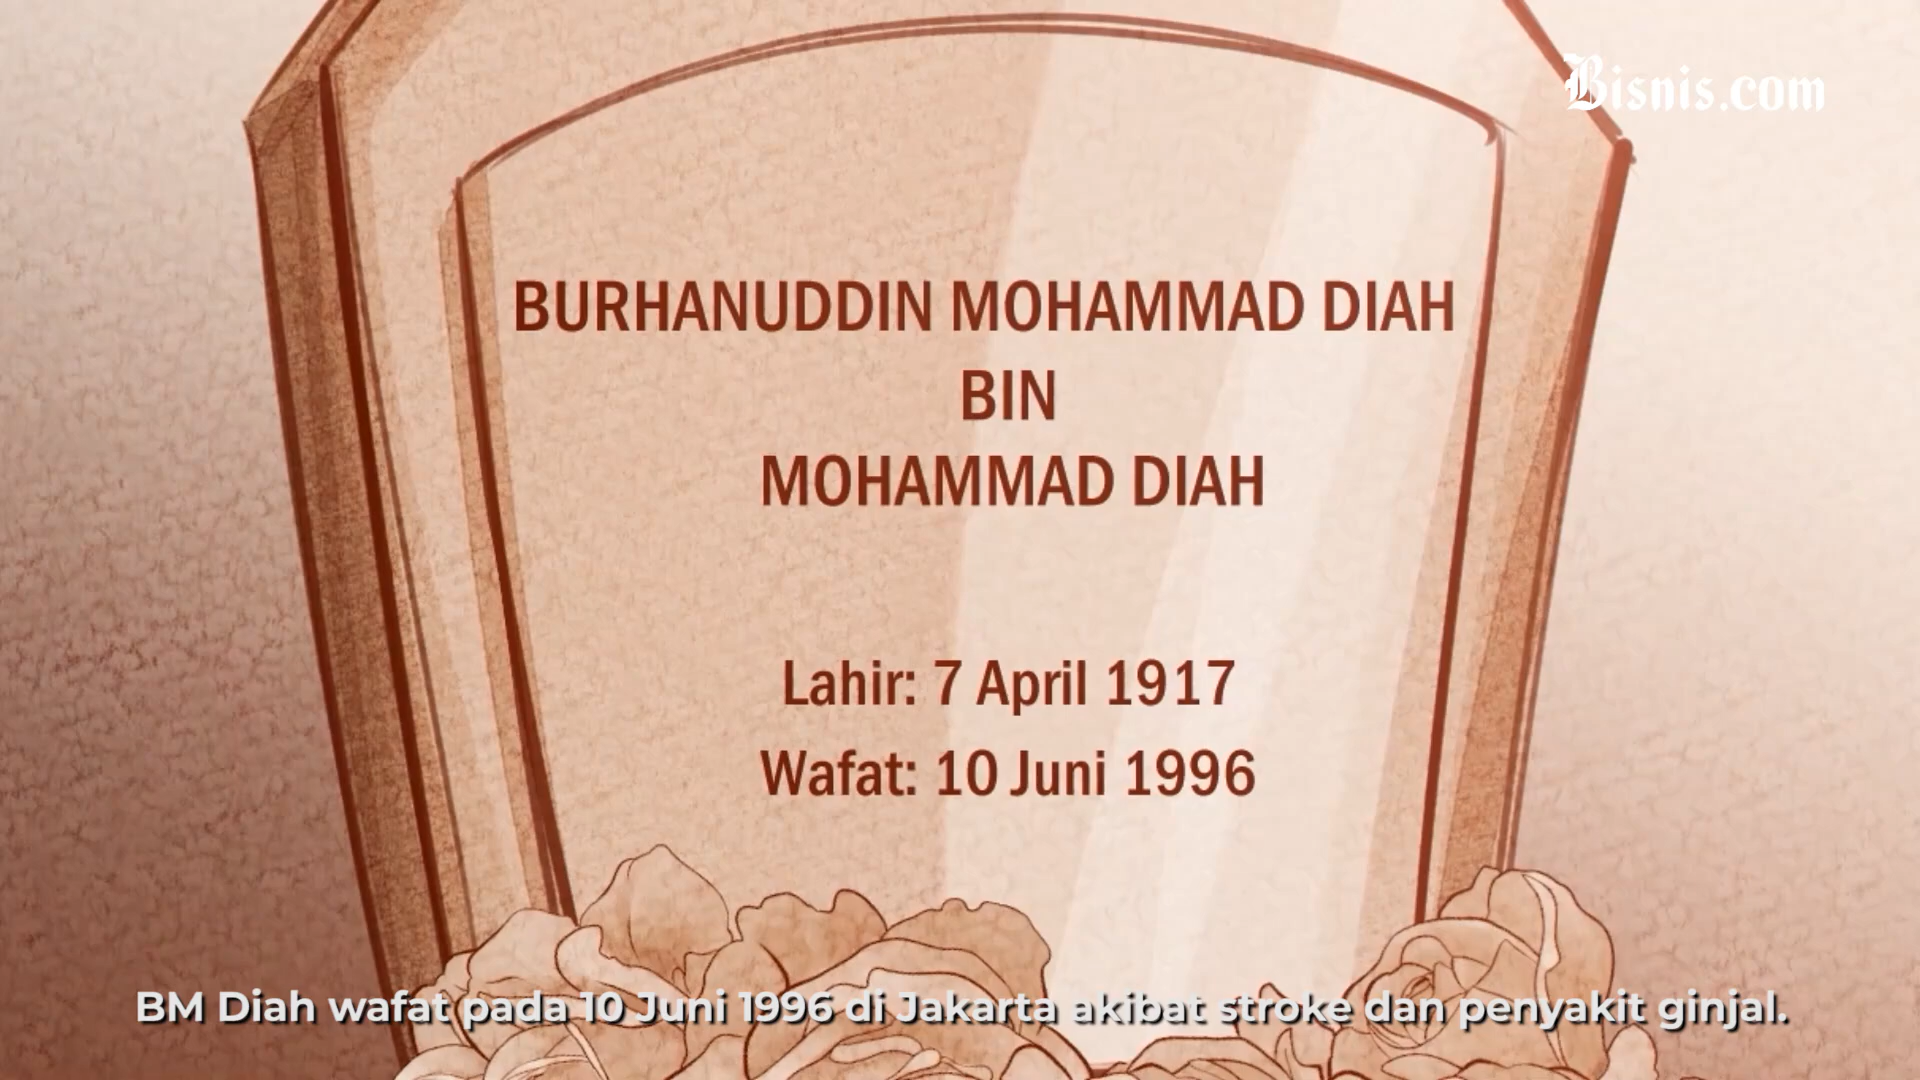 Bisnis.com
BURHANUDDIN MOHAMMAD DIAH
BIN
MOHAMMAD DIAH
Lahir: 7 April 1917
Wafat: 10 Juni 1996
BM Diah wafat pada 10 Juni 1996 di Jakarta akibat stroke dan penyakit ginjal.